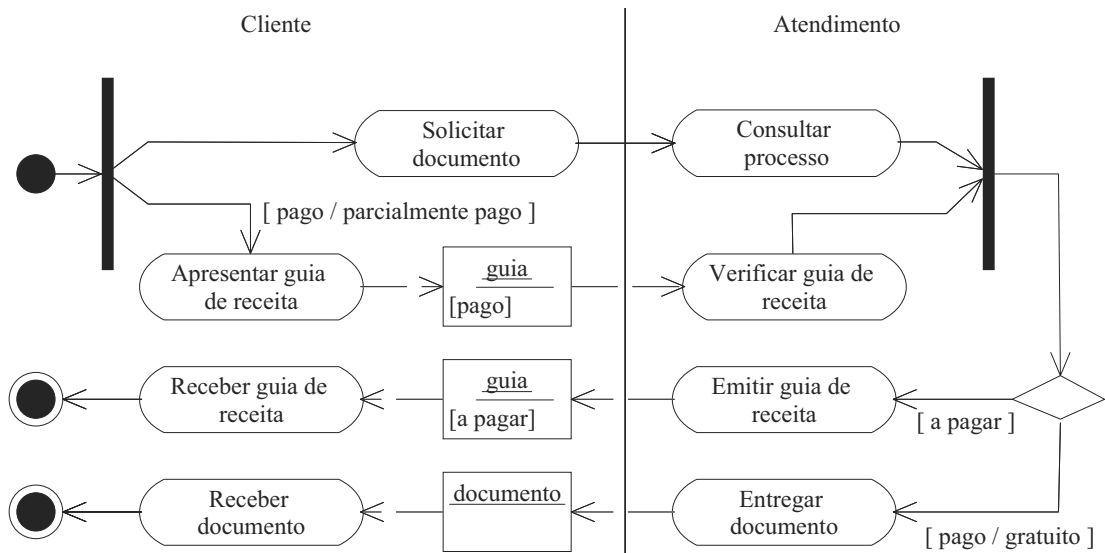 Cliente
Atendimento
Solicitar
documento
Consultar
processo
[ pago / parcialmente pago ]
Apresentar guia
de receita
guia
[pago]
Verificar guia de
receita
Receber guia de
receita
guia
[a pagar]
Emitir guia de
receita
[ a pagar ]
Receber
documento
documento
Entregar
documento
[ pago / gratuito ]